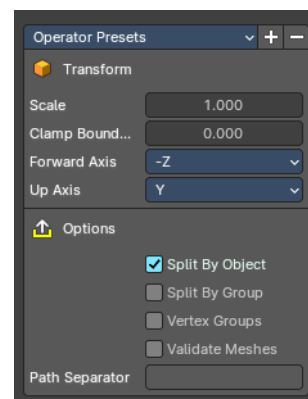 Operator Presets
Transform
Scale 1.000
Clamp Bound... 0.000
Forward Axis -Z
Up Axis Y
Options
Split By Object
Split By Group
Vertex Groups
Validate Meshes
Path Separator